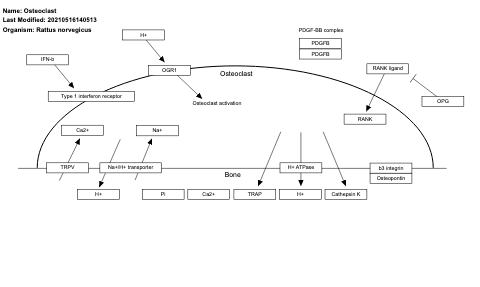 Name: Osteoclast
Last Modified: 20210516140513
Organism: Rattus norvegicus
H+
PDGF-BB complex
PDGFB
PDGFB
IFN-b
OGR1
Osteoclast
RANK ligand
Type 1 interferon receptor
Osteoclast activation
OPG
RANK
Ca2+
Na+
TRPV
Na+/H+ transporter
H+ ATPase
b3 integrin
Bone
Osteopontin
H+
Pi
Ca2+
TRAP
H+
Cathepsin K